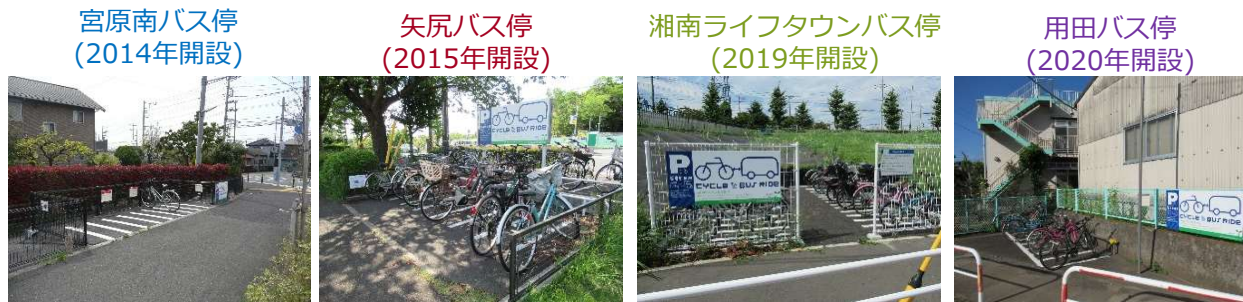 宮原南バス停
(2014年開設)
矢尻バス停
(2015年開設)
湘南ライフタウンバス停
(2019年開設)
用田バス停
(2020年開設)
P
CYCLE & BUS RIDE
P
CYCLE & BUS RIDE
P
CYCLE & BUS RIDE